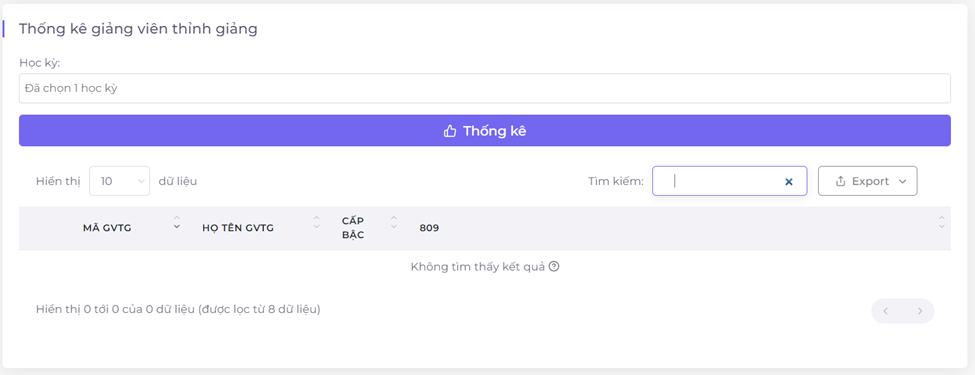 Thống kê giảng viên thỉnh giảng
Học kỳ:
Đã chọn 1 học kỳ
Thống kê
Hiển thị 10 dữ liệu Tìm kiếm: Export
MÃ GVTG HỌ TÊN GVTG CẤP BẬC 809
Không tìm thấy kết quả
Hiển thị 0 tới 0 của 0 dữ liệu (được lọc từ 8 dữ liệu)